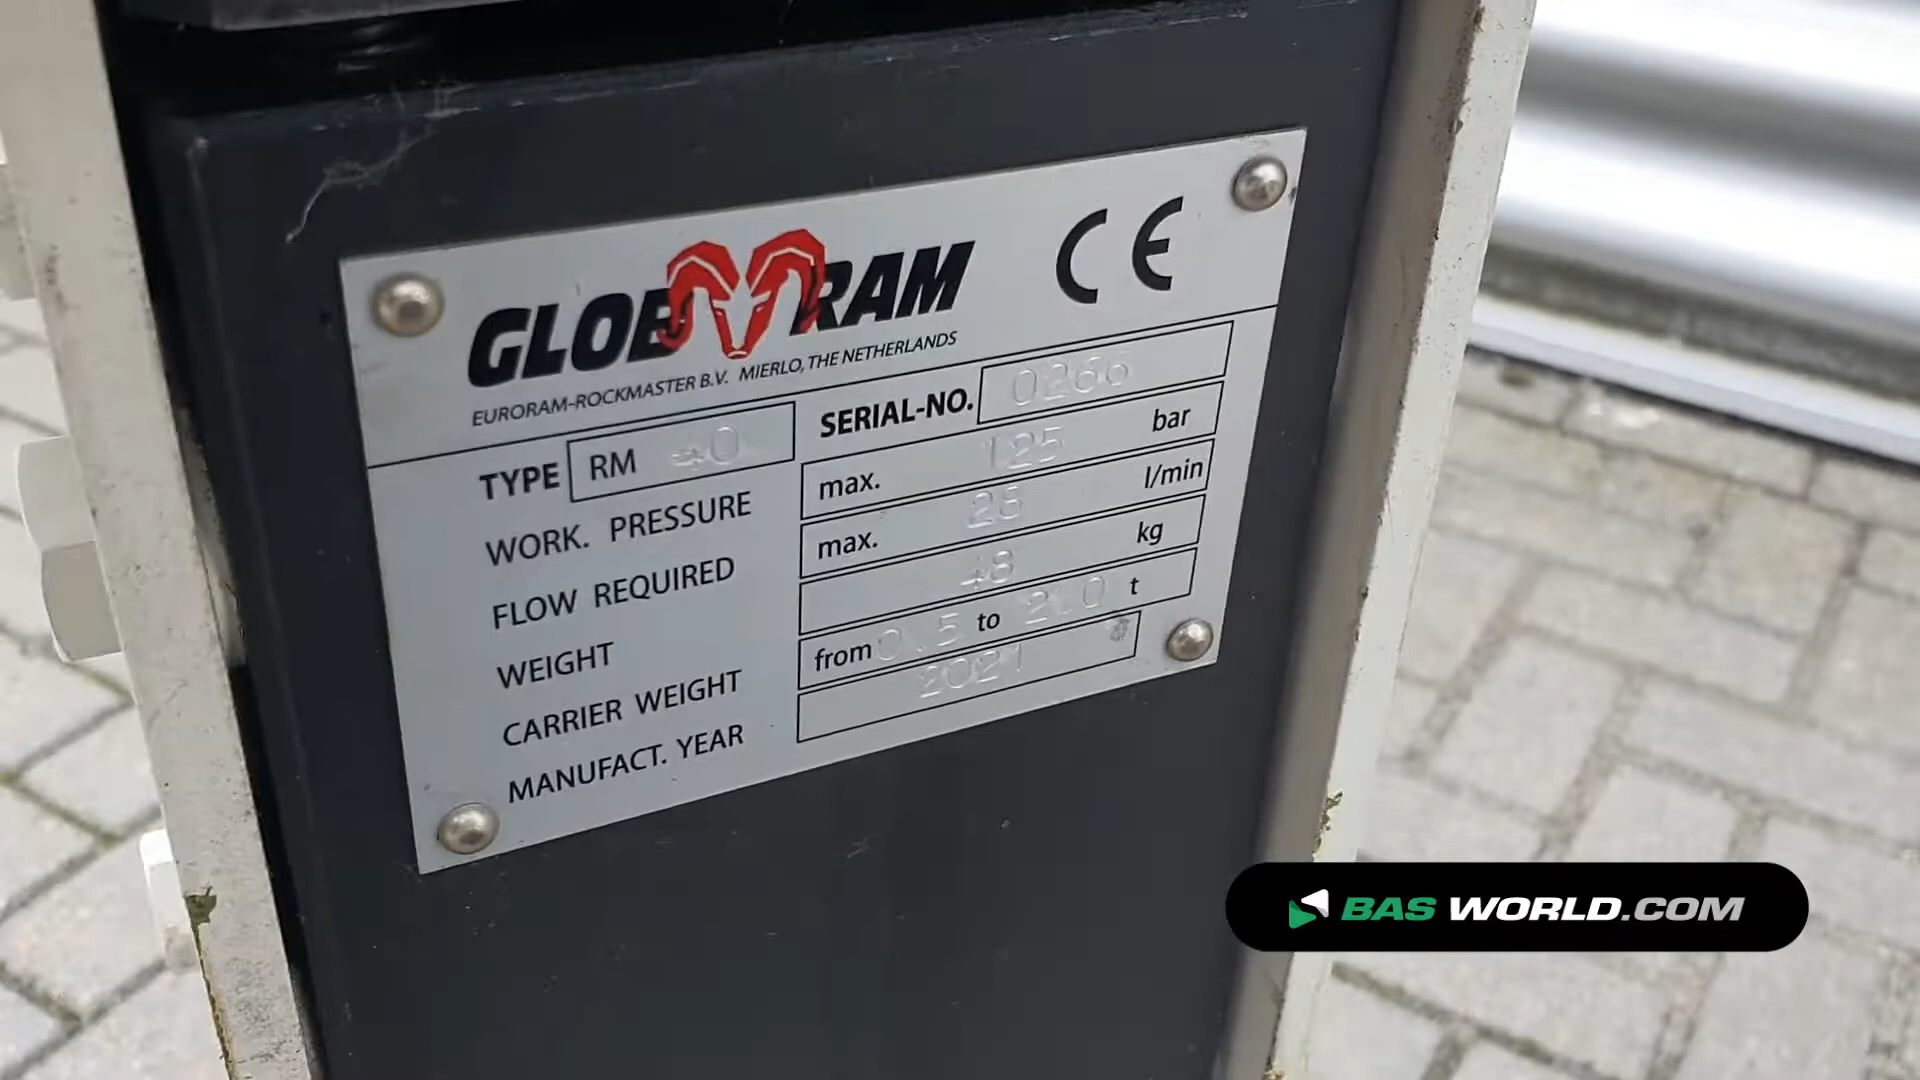 GLOBRAM CE
EURORAM-ROCKMASTER B.V. MIERLO, THE NETHERLANDS
TYPE RM 40 SERIAL-NO. 0266
WORK. PRESSURE max. 125 bar
FLOW REQUIRED max. 28 l/min
WEIGHT 48 kg
CARRIER WEIGHT from 0.5 to 2.0 t
MANUFACT. YEAR 2021
BAS WORLD.COM